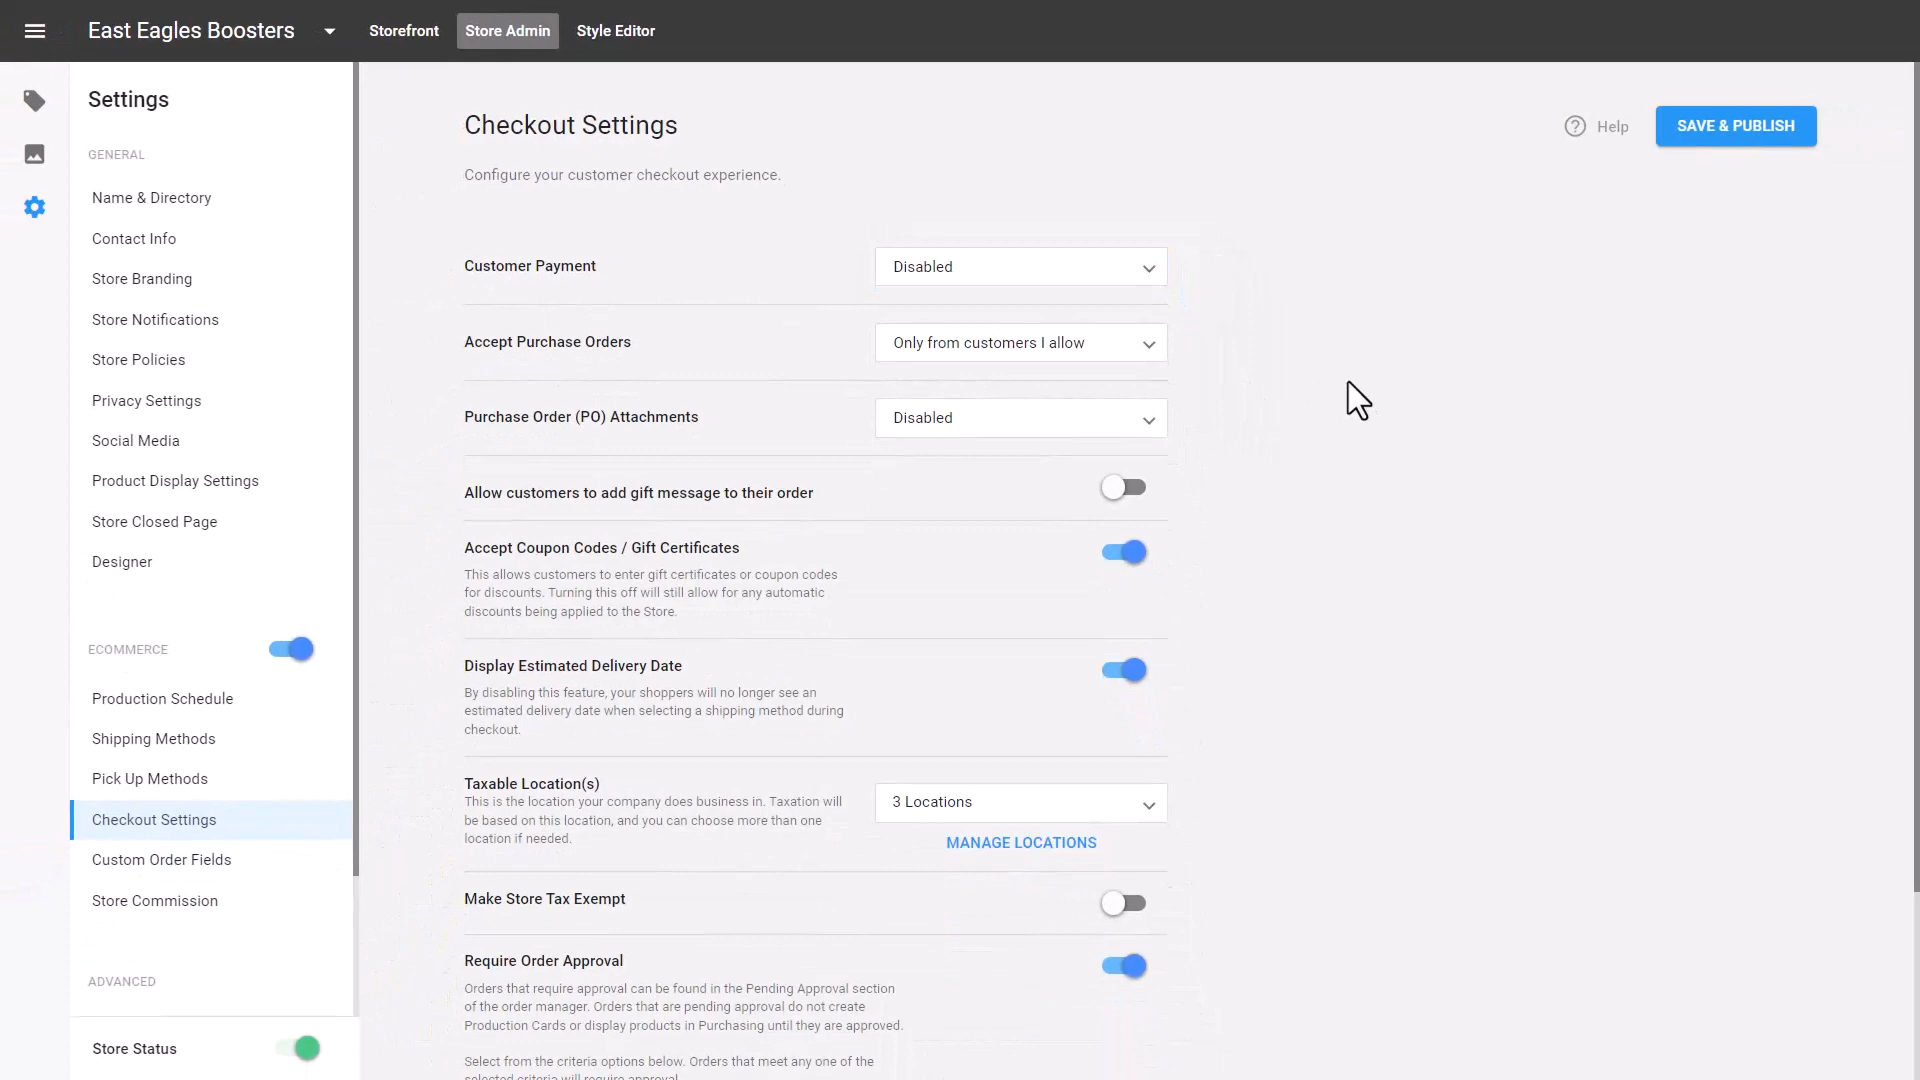 East Eagles Boosters
Storefront
Store Admin
Style Editor
Settings
GENERAL
Name & Directory
Contact Info
Store Branding
Store Notifications
Store Policies
Privacy Settings
Social Media
Product Display Settings
Store Closed Page
Designer
ECOMMERCE
Production Schedule
Shipping Methods
Pick Up Methods
Checkout Settings
Custom Order Fields
Store Commission
ADVANCED
Store Status
Checkout Settings
Help
SAVE & PUBLISH
Configure your customer checkout experience.
Customer Payment
Disabled
Accept Purchase Orders
Only from customers I allow
Purchase Order (PO) Attachments
Disabled
Allow customers to add gift message to their order
Accept Coupon Codes / Gift Certificates
This allows customers to enter gift certificates or coupon codes
for discounts. Turning this off will still allow for any automatic
discounts being applied to the Store.
Display Estimated Delivery Date
By disabling this feature, your shoppers will no longer see an
estimated delivery date when selecting a shipping method during
checkout.
Taxable Location(s)
This is the location your company does business in. Taxation will
be based on this location, and you can choose more than one
location if needed.
3 Locations
MANAGE LOCATIONS
Make Store Tax Exempt
Require Order Approval
Orders that require approval can be found in the Pending Approval section
of the order manager. Orders that are pending approval do not create
Production Cards or display products in Purchasing until they are approved.
Select from the criteria options below. Orders that meet any one of the
selected criteria will require approval.